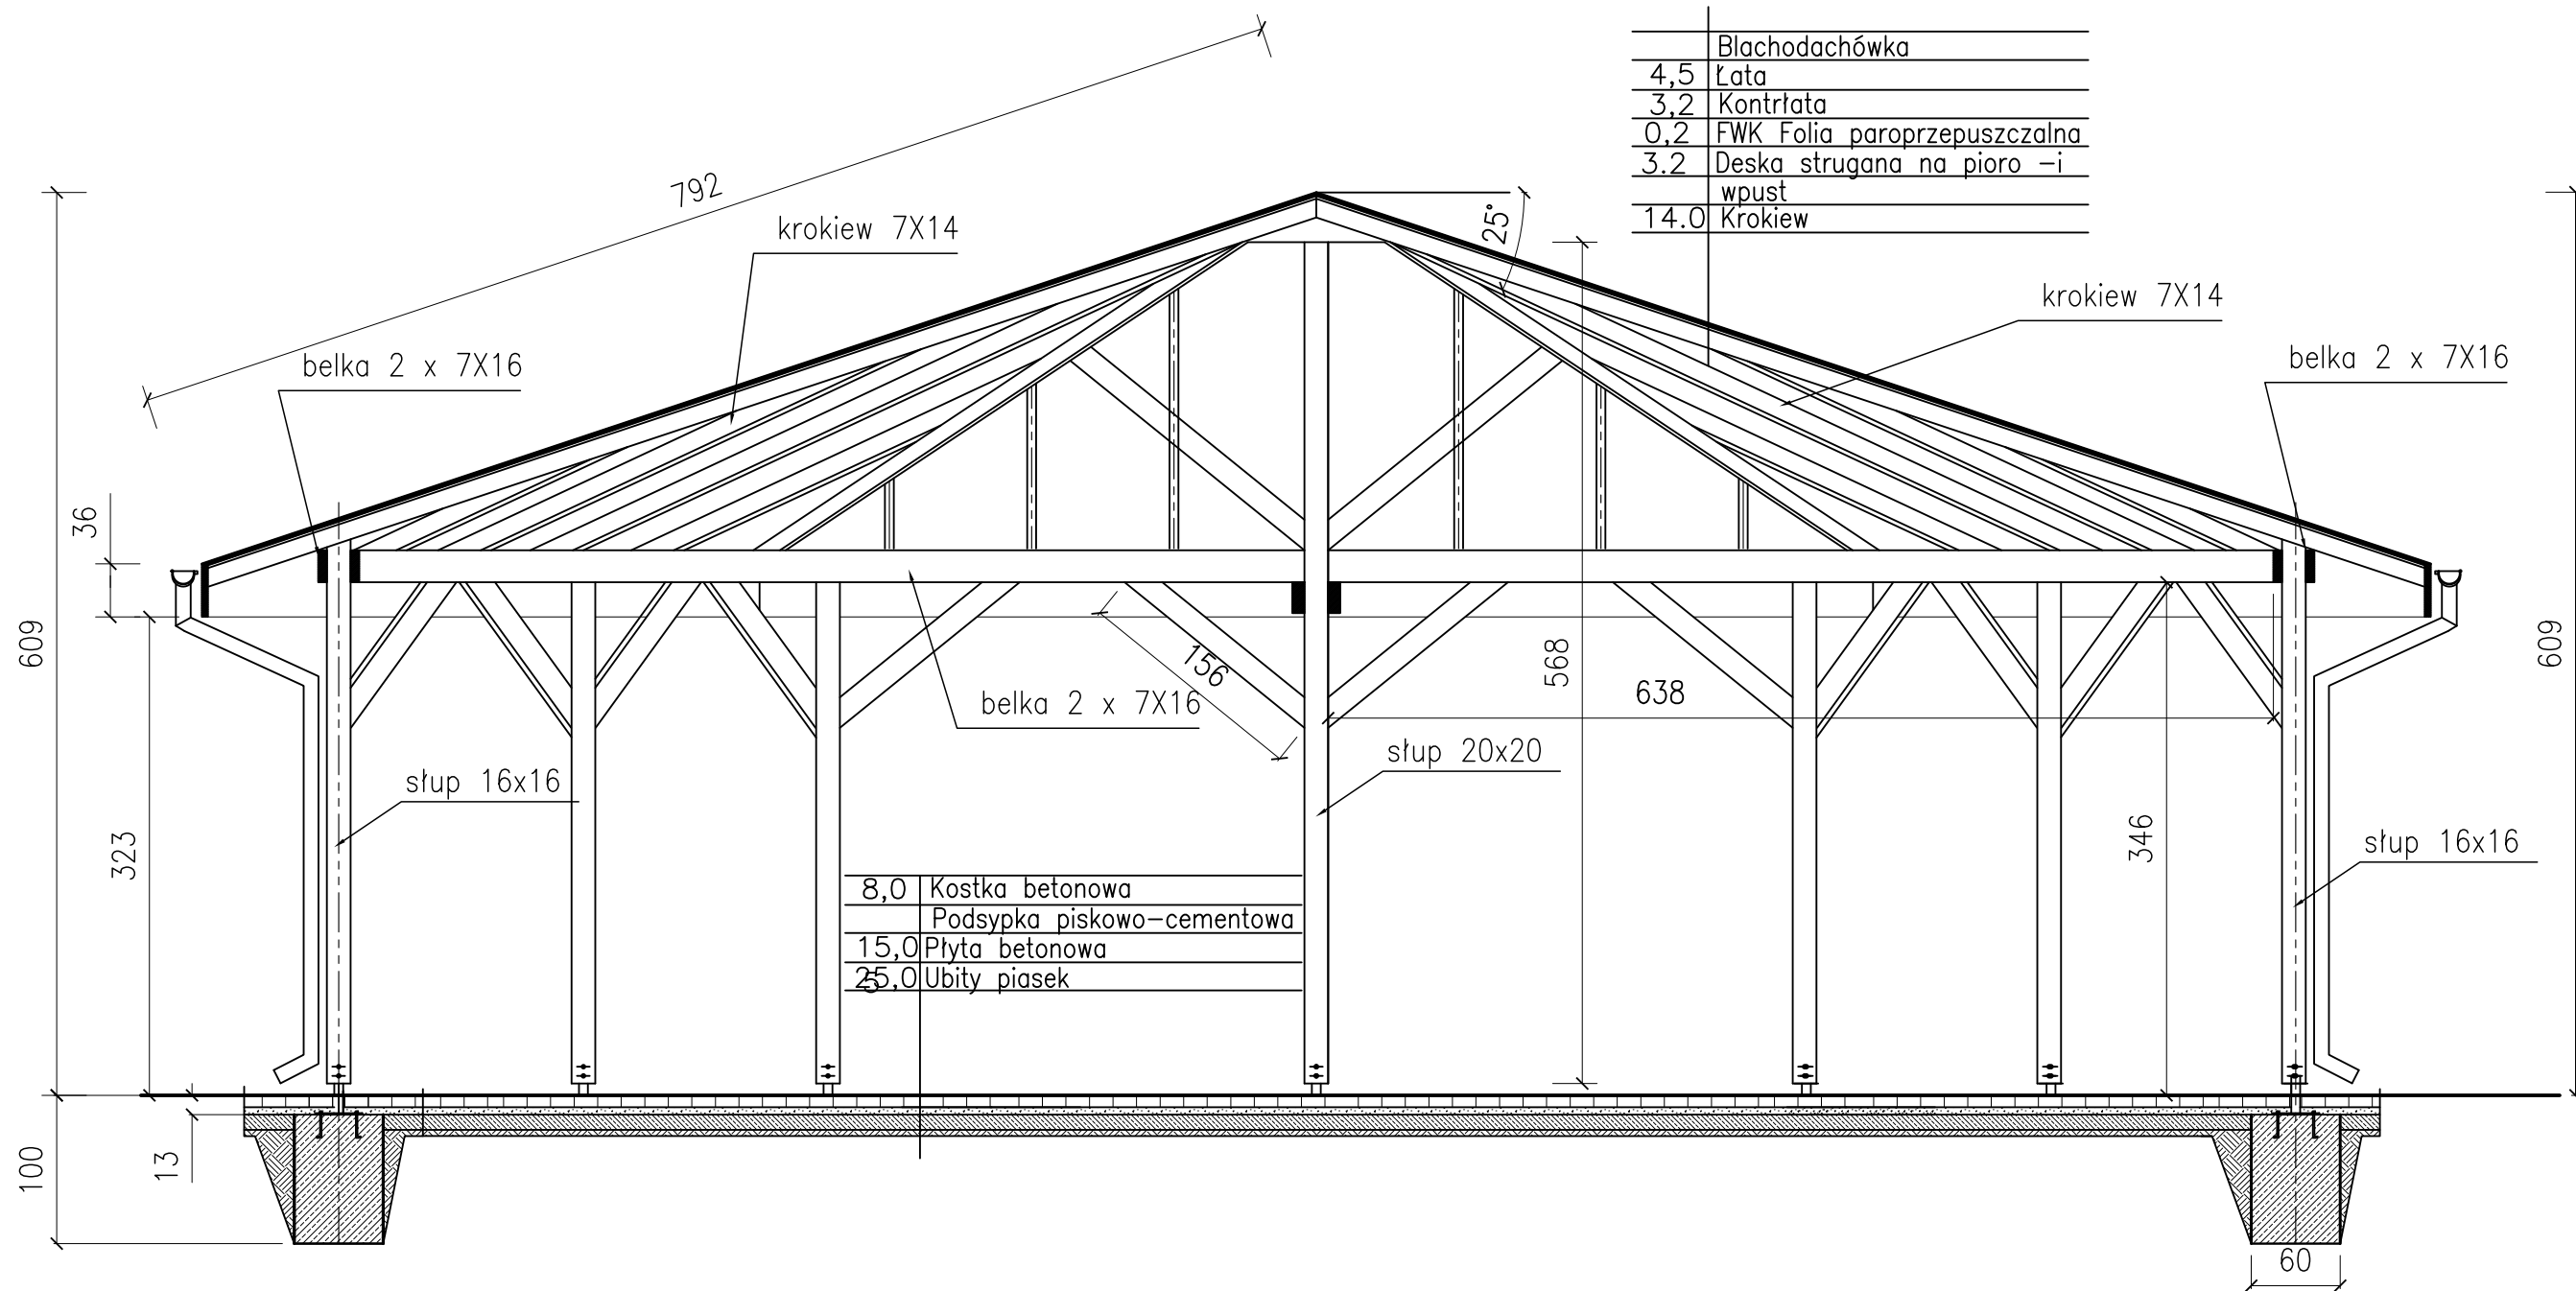 Blachodachówka
4,5 Łata
3,2 Kontrłata
0,2 FWK Folia paroprzepuszczalna
3.2 Deska strugana na pioro –i
wpust
14.0 Krokiew
792
krokiew 7X14
25°
krokiew 7X14
belka 2 x 7X16
belka 2 x 7X16
36
609
568
609
156
638
belka 2 x 7X16
słup 20x20
słup 16x16
323
346
słup 16x16
8,0 Kostka betonowa
Podsypka piskowo–cementowa
15,0 Płyta betonowa
25,0 Ubity piasek
5
100
13
60